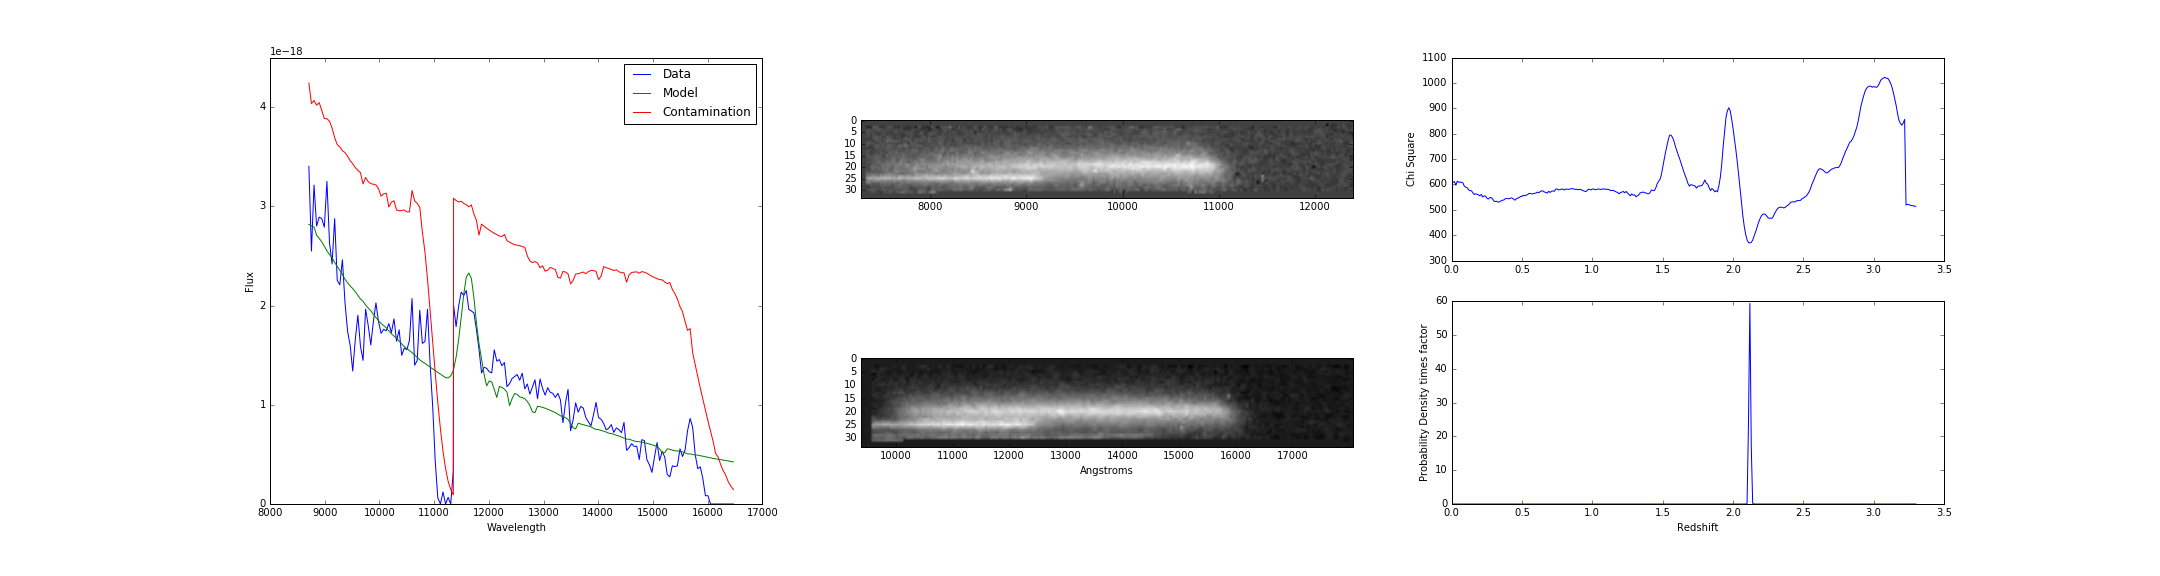 1e−18
4
3
2
1
0
Flux
8000 9000 10000 11000 12000 13000 14000 15000 16000 17000
Wavelength
Data
Model
Contamination
0
5
10
15
20
25
30
8000 9000 10000 11000 12000
0
5
10
15
20
25
30
10000 11000 12000 13000 14000 15000 16000 17000
Angstroms
1100
1000
900
800
700
600
500
400
300
Chi Square
0.0 0.5 1.0 1.5 2.0 2.5 3.0 3.5
60
50
40
30
20
10
0
Probability Density times factor
0.0 0.5 1.0 1.5 2.0 2.5 3.0 3.5
Redshift